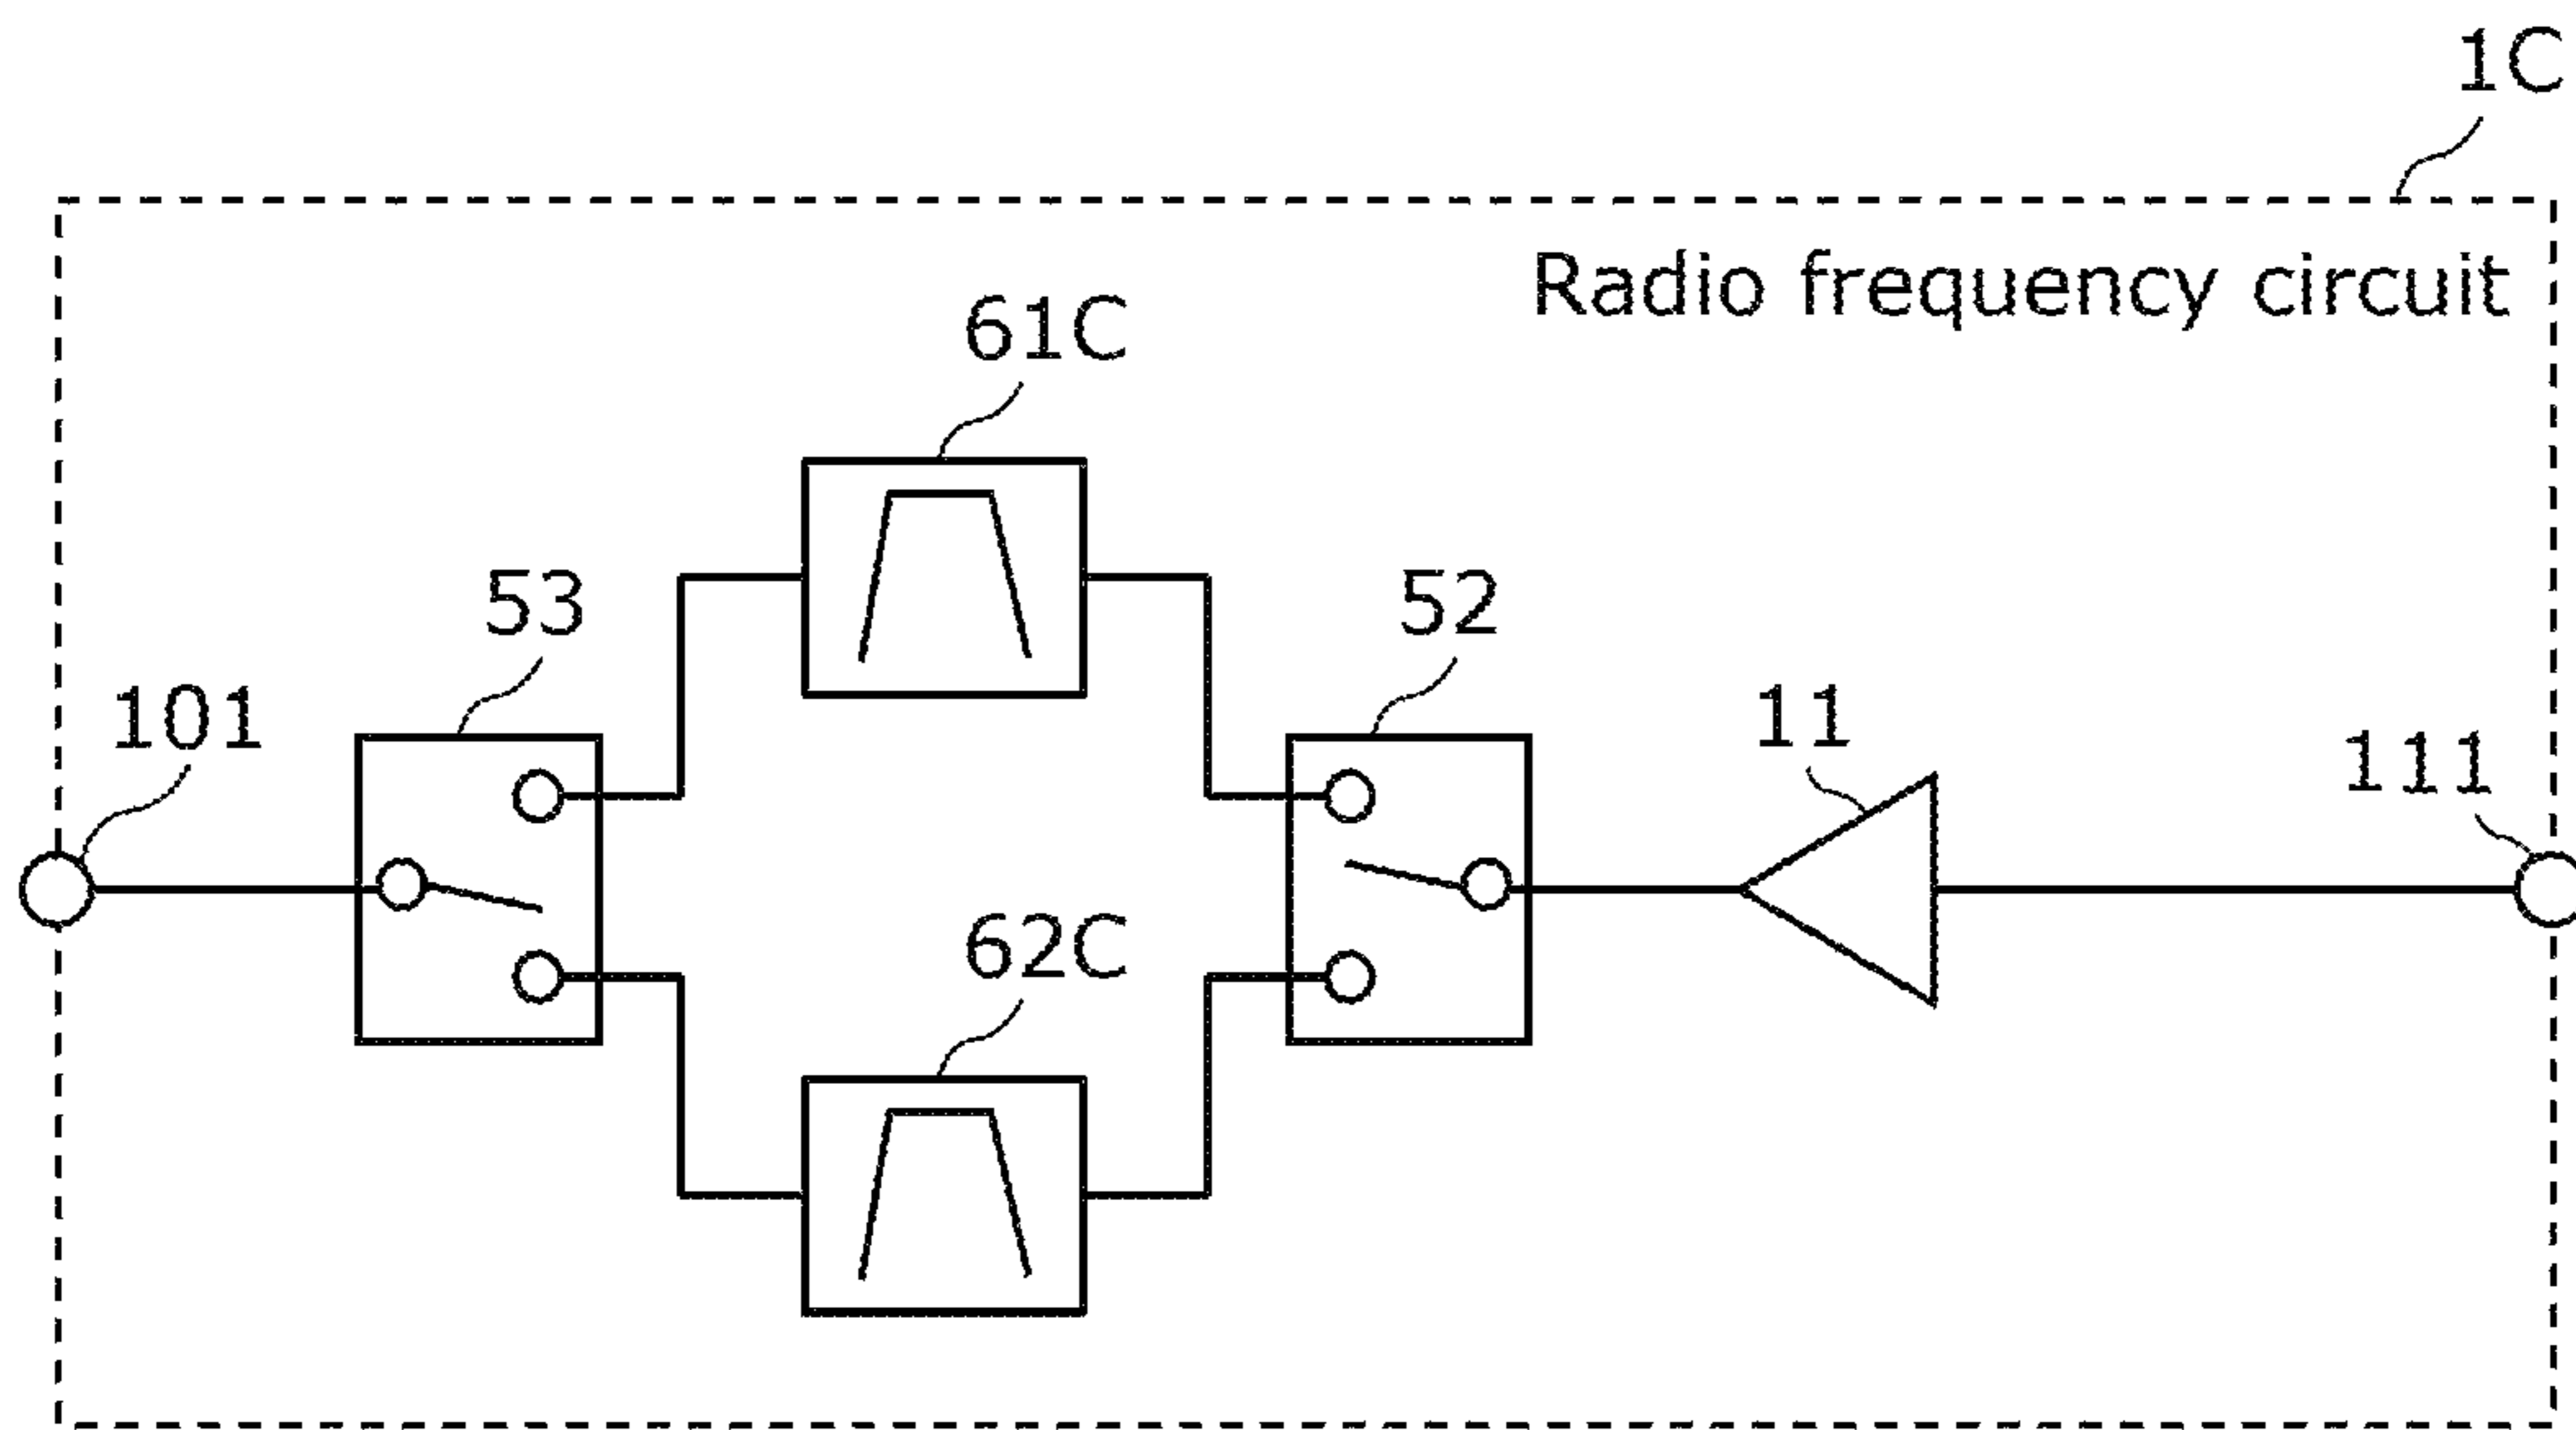 1C
Radio frequency circuit
61C
53
52
101
11
111
62C